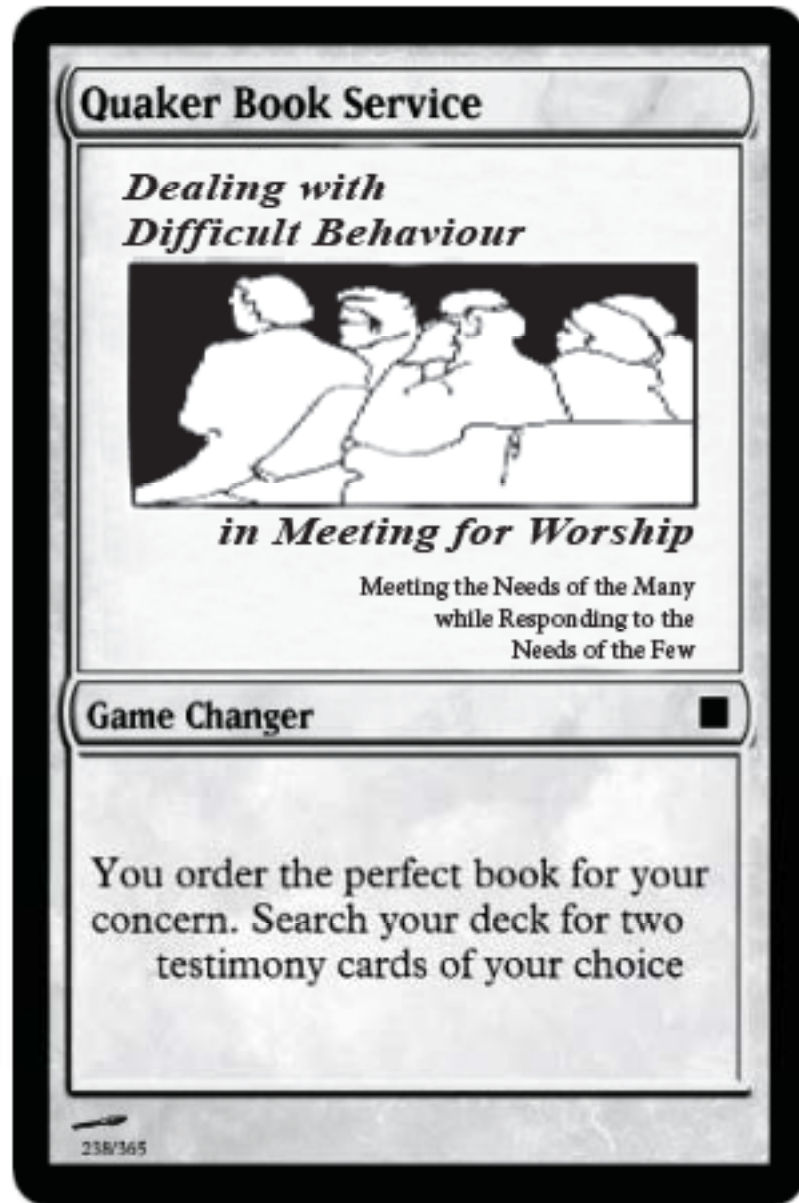 Quaker Book Service
Dealing with
Difficult Behaviour
in Meeting for Worship
Meeting the Needs of the Many
while Responding to the
Needs of the Few
Game Changer
You order the perfect book for your
concern. Search your deck for two
testimony cards of your choice
238/365